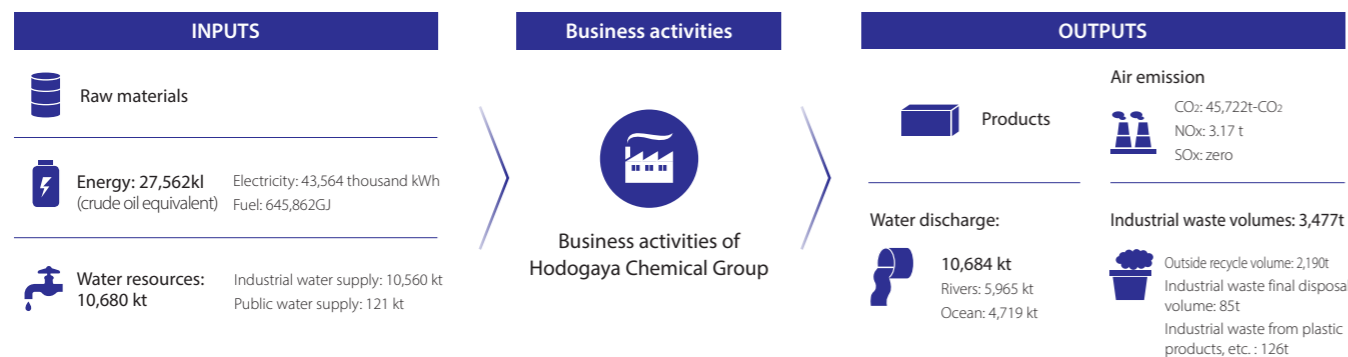 INPUTS
Raw materials
Energy: 27,562kl
(crude oil equivalent)
Electricity: 43,564 thousand kWh
Fuel: 645,862GJ
Water resources:
10,680 kt
Industrial water supply: 10,560 kt
Public water supply: 121 kt
Business activities
Business activities of
Hodogaya Chemical Group
OUTPUTS
Products
Air emission
CO₂: 45,722t-CO₂
NOx: 3.17 t
SOx: zero
Water discharge:
10,684 kt
Rivers: 5,965 kt
Ocean: 4,719 kt
Industrial waste volumes: 3,477t
Outside recycle volume: 2,190t
Industrial waste final disposa
volume: 85t
Industrial waste from plastic
products, etc. : 126t